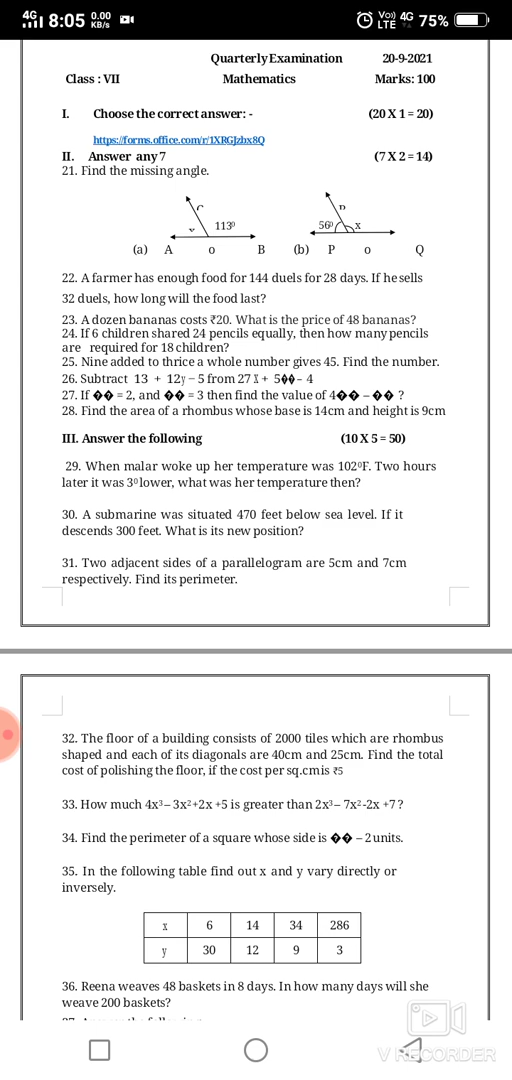 4G 8:05 0.00 KB/s Vo) LTE 4G 75%
Quarterly Examination 20-9-2021
Class : VII Mathematics Marks: 100
I. Choose the correct answer: - (20 X 1 = 20)
https://forms.office.com/r/1XRGJzbx8Q
II. Answer any 7 (7 X 2 = 14)
21. Find the missing angle.
113⁰ 56⁰ x
(a) A o B (b) P o Q
22. A farmer has enough food for 144 duels for 28 days. If he sells
32 duels, how long will the food last?
23. A dozen bananas costs ₹20. What is the price of 48 bananas?
24. If 6 children shared 24 pencils equally, then how many pencils
are required for 18 children?
25. Nine added to thrice a whole number gives 45. Find the number.
26. Subtract 13 + 12y – 5 from 27 x + 5�� – 4
27. If �� = 2, and �� = 3 then find the value of 4�� – �� ?
28. Find the area of a rhombus whose base is 14cm and height is 9cm
III. Answer the following (10 X 5 = 50)
29. When malar woke up her temperature was 102⁰F. Two hours
later it was 3⁰ lower, what was her temperature then?
30. A submarine was situated 470 feet below sea level. If it
descends 300 feet. What is its new position?
31. Two adjacent sides of a parallelogram are 5cm and 7cm
respectively. Find its perimeter.
32. The floor of a building consists of 2000 tiles which are rhombus
shaped and each of its diagonals are 40cm and 25cm. Find the total
cost of polishing the floor, if the cost per sq.cmis ₹5
33. How much 4x³– 3x²+2x +5 is greater than 2x³– 7x²-2x +7 ?
34. Find the perimeter of a square whose side is �� – 2 units.
35. In the following table find out x and y vary directly or
inversely.
x 6 14 34 286
y 30 12 9 3
36. Reena weaves 48 baskets in 8 days. In how many days will she
weave 200 baskets?
V RECORDER